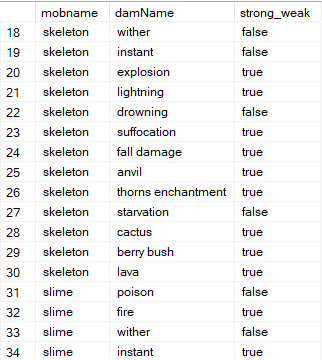 mobname damName strong_weak
18 skeleton wither false
19 skeleton instant false
20 skeleton explosion true
21 skeleton lightning true
22 skeleton drowning false
23 skeleton suffocation true
24 skeleton fall damage true
25 skeleton anvil true
26 skeleton thorns enchantment true
27 skeleton starvation false
28 skeleton cactus true
29 skeleton berry bush true
30 skeleton lava true
31 slime poison false
32 slime fire true
33 slime wither false
34 slime instant true